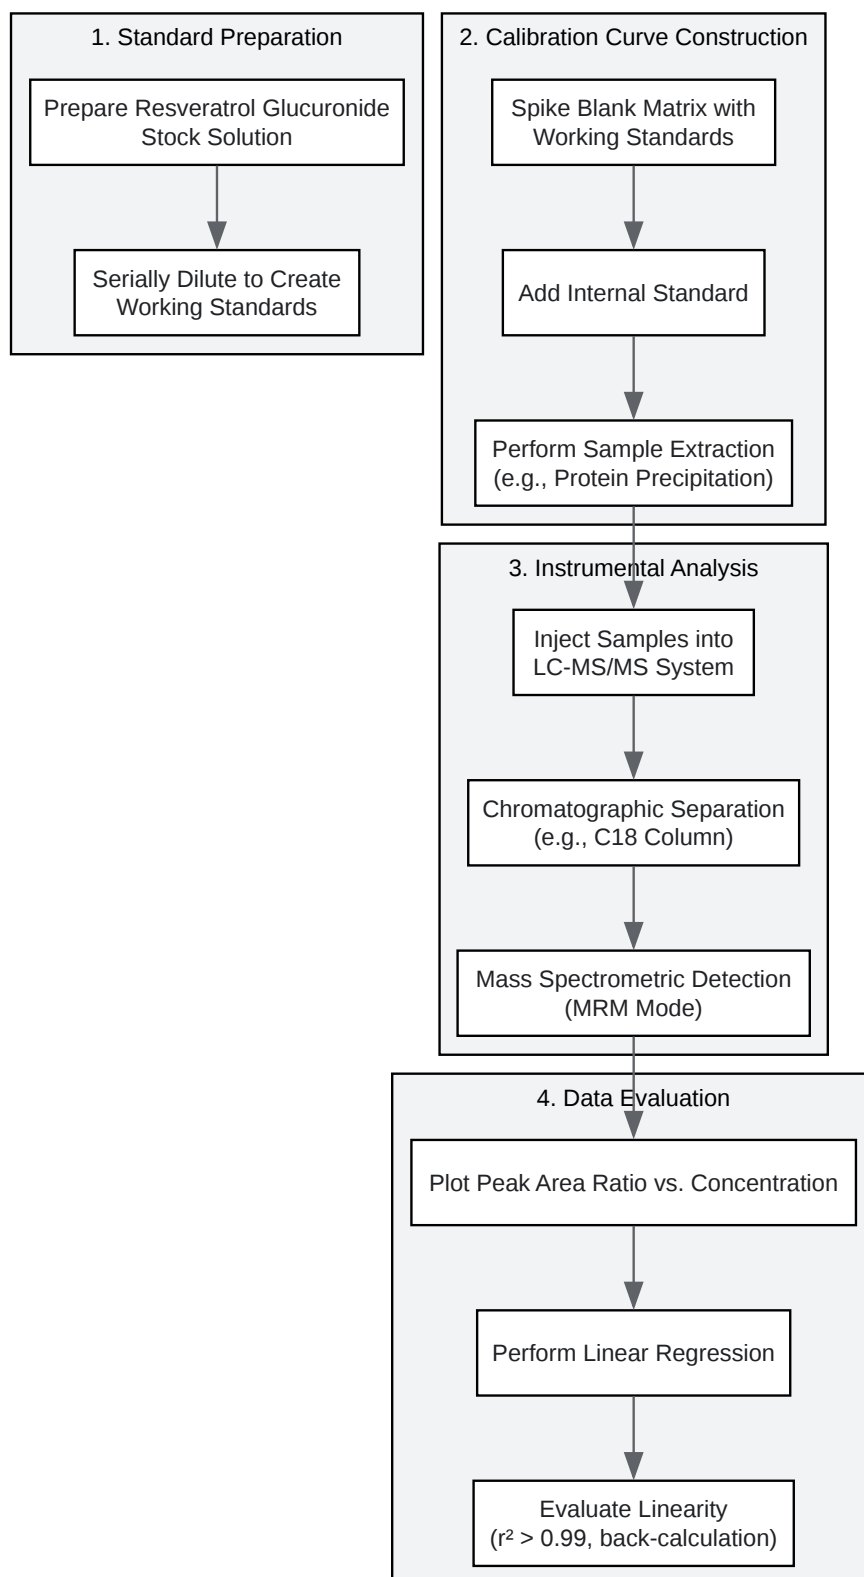 1. Standard Preparation
Prepare Resveratrol Glucuronide
Stock Solution
Serially Dilute to Create
Working Standards
2. Calibration Curve Construction
Spike Blank Matrix with
Working Standards
Add Internal Standard
Perform Sample Extraction
(e.g., Protein Precipitation)
3. Instrumental Analysis
Inject Samples into
LC-MS/MS System
Chromatographic Separation
(e.g., C18 Column)
Mass Spectrometric Detection
(MRM Mode)
4. Data Evaluation
Plot Peak Area Ratio vs. Concentration
Perform Linear Regression
Evaluate Linearity
(r² > 0.99, back-calculation)